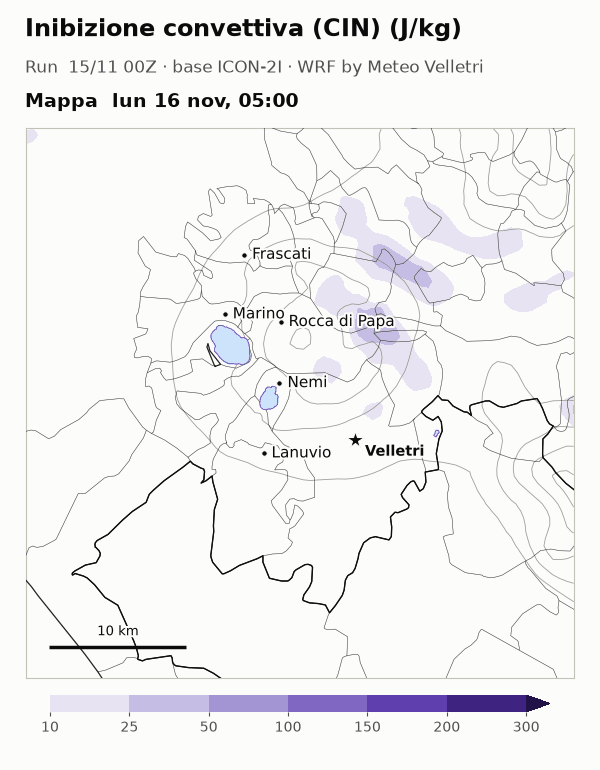 Inibizione convettiva (CIN) (J/kg)
Run  15/11 00Z · base ICON-2I · WRF by Meteo Velletri
Mappa  lun 16 nov, 05:00
Frascati
Marino
Rocca di Papa
Nemi
Velletri
Lanuvio
10 km
10 25 50 100 150 200 300